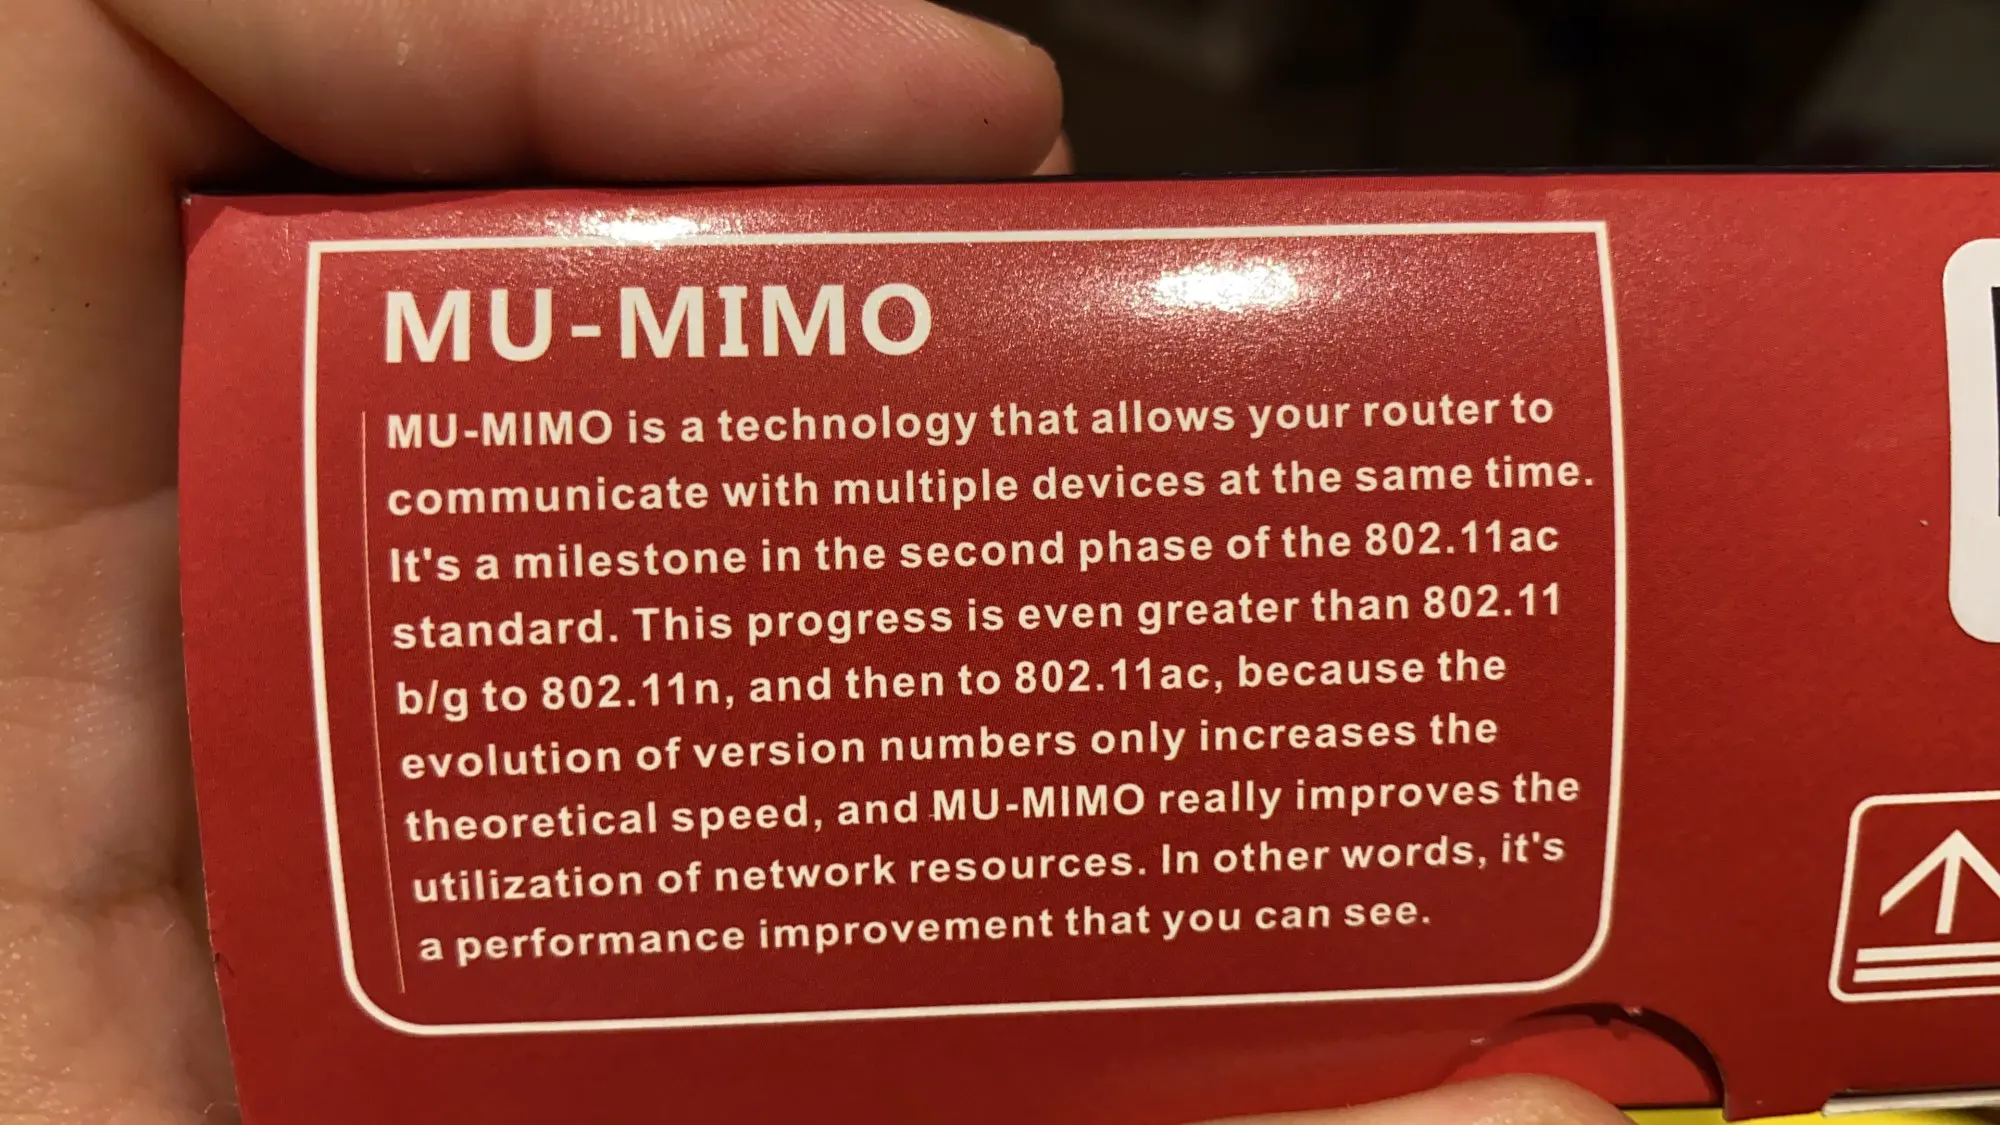 MU-MIMO
MU-MIMO is a technology that allows your router to
communicate with multiple devices at the same time.
It's a milestone in the second phase of the 802.11ac
standard. This progress is even greater than 802.11
b/g to 802.11n, and then to 802.11ac, because the
evolution of version numbers only increases the
theoretical speed, and MU-MIMO really improves the
utilization of network resources. In other words, it's
a performance improvement that you can see.